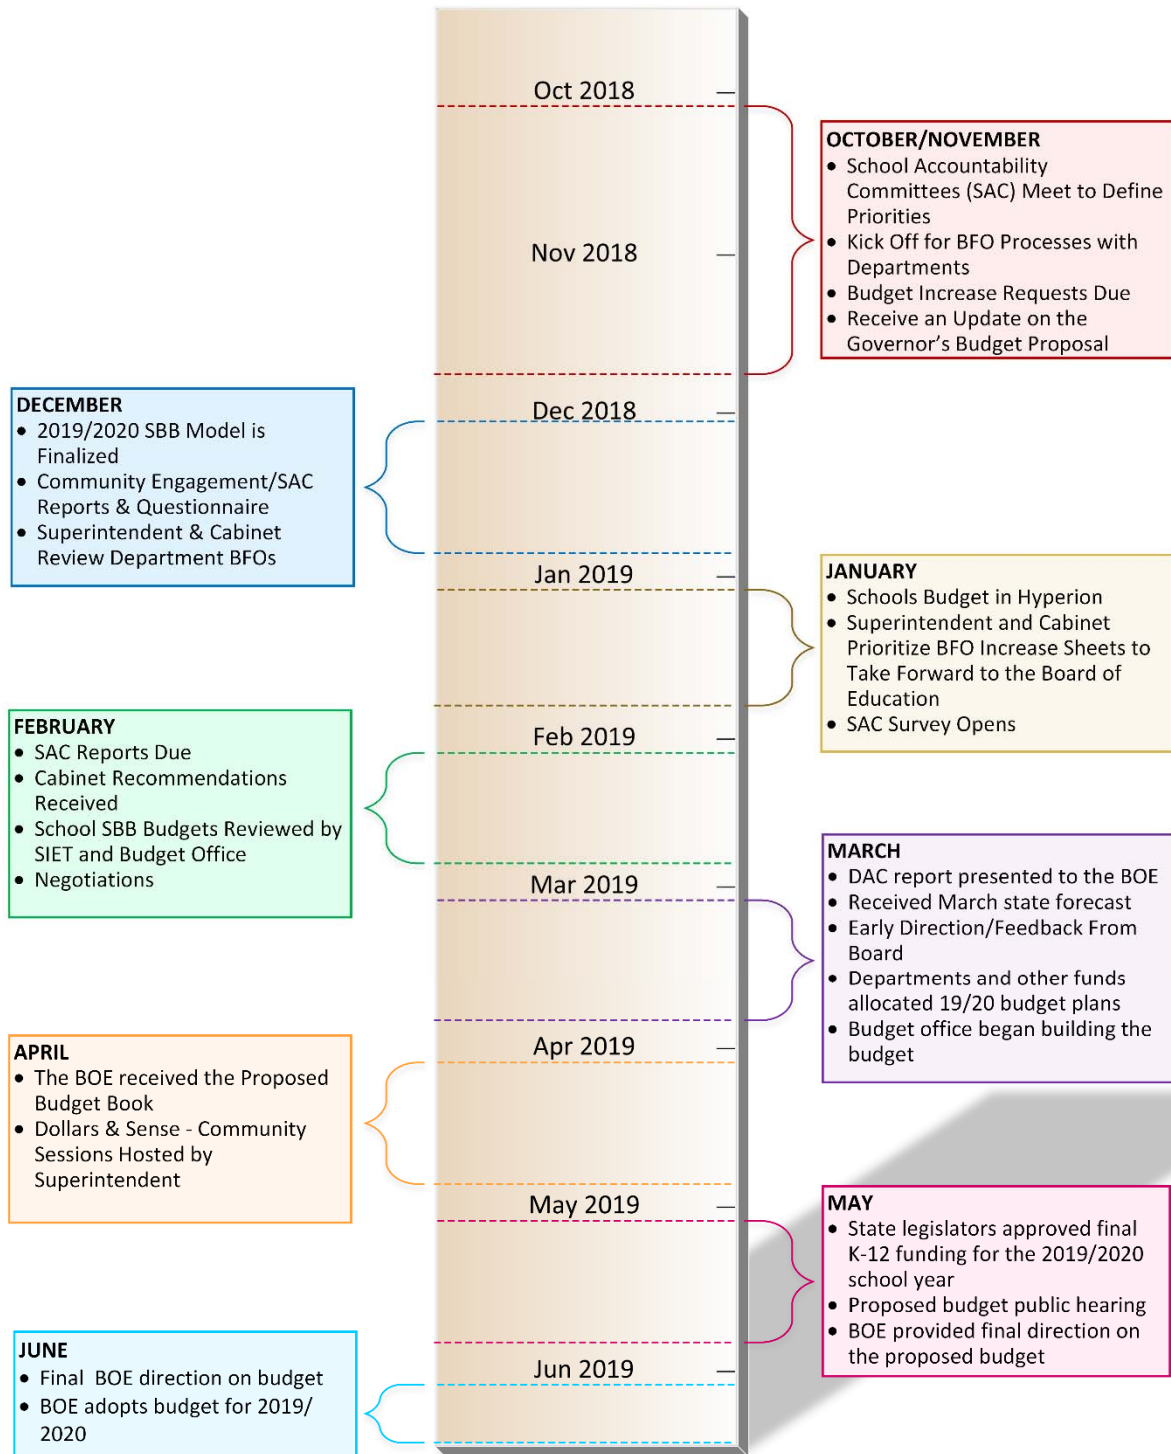 Oct 2018
OCTOBER/NOVEMBER
• School Accountability
Committees (SAC) Meet to Define
Priorities
• Kick Off for BFO Processes with
Departments
• Budget Increase Requests Due
• Receive an Update on the
Governor’s Budget Proposal
Nov 2018
Dec 2018
DECEMBER
• 2019/2020 SBB Model is
Finalized
• Community Engagement/SAC
Reports & Questionnaire
• Superintendent & Cabinet
Review Department BFOs
Jan 2019
JANUARY
• Schools Budget in Hyperion
• Superintendent and Cabinet
Prioritize BFO Increase Sheets to
Take Forward to the Board of
Education
• SAC Survey Opens
Feb 2019
FEBRUARY
• SAC Reports Due
• Cabinet Recommendations
Received
• School SBB Budgets Reviewed by
SIET and Budget Office
• Negotiations
Mar 2019
MARCH
• DAC report presented to the BOE
• Received March state forecast
• Early Direction/Feedback From
Board
• Departments and other funds
allocated 19/20 budget plans
• Budget office began building the
budget
Apr 2019
APRIL
• The BOE received the Proposed
Budget Book
• Dollars & Sense - Community
Sessions Hosted by
Superintendent
May 2019
MAY
• State legislators approved final
K-12 funding for the 2019/2020
school year
• Proposed budget public hearing
• BOE provided final direction on
the proposed budget
Jun 2019
JUNE
• Final BOE direction on budget
• BOE adopts budget for 2019/
2020